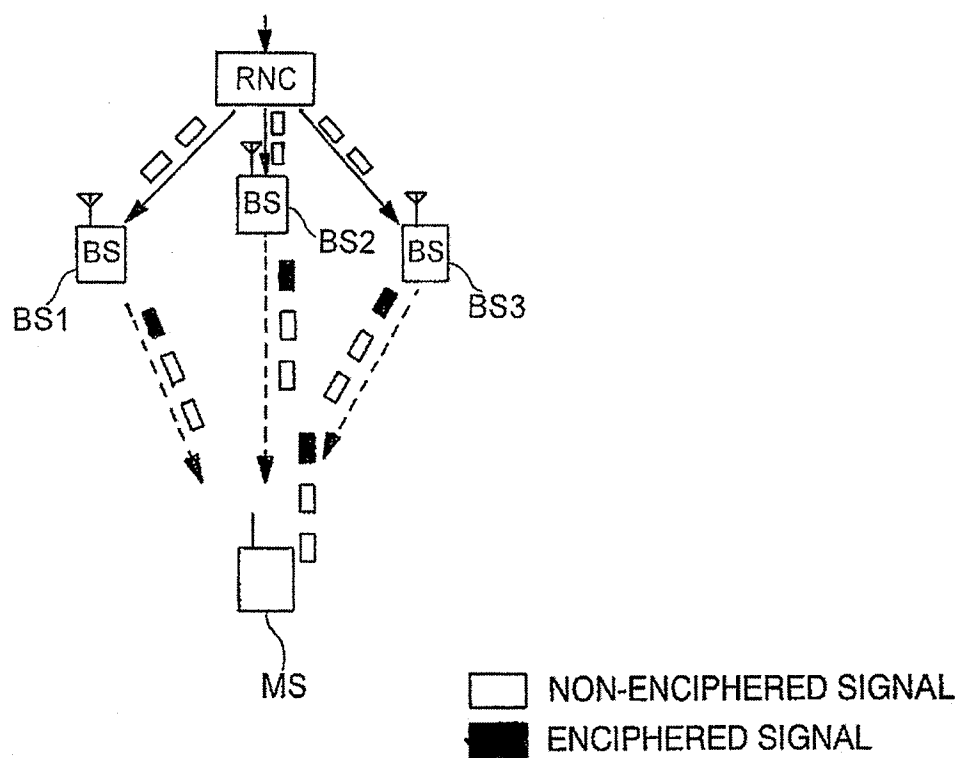 RNC
BS
BS
BS
BS2
BS1
BS3
MS
NON-ENCIPHERED SIGNAL
ENCIPHERED SIGNAL